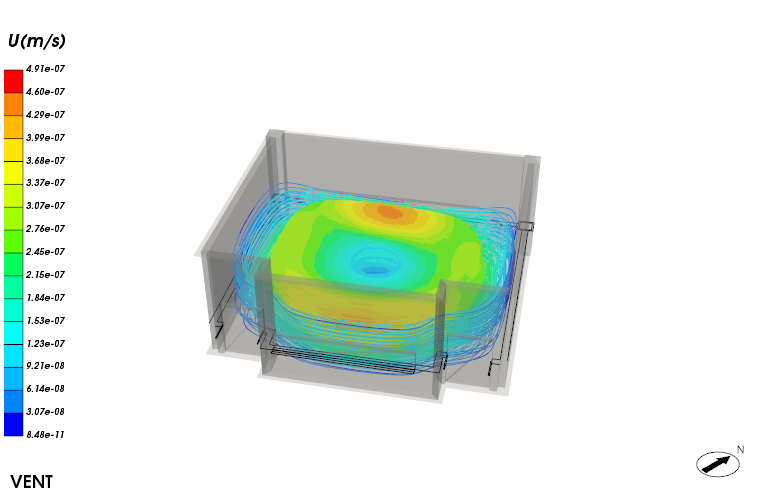 U(m/s)
4.91e-07
4.60e-07
4.29e-07
3.99e-07
3.68e-07
3.37e-07
3.07e-07
2.76e-07
2.45e-07
2.15e-07
1.84e-07
1.53e-07
1.23e-07
9.21e-08
6.14e-08
3.07e-08
8.48e-11
N
VENT